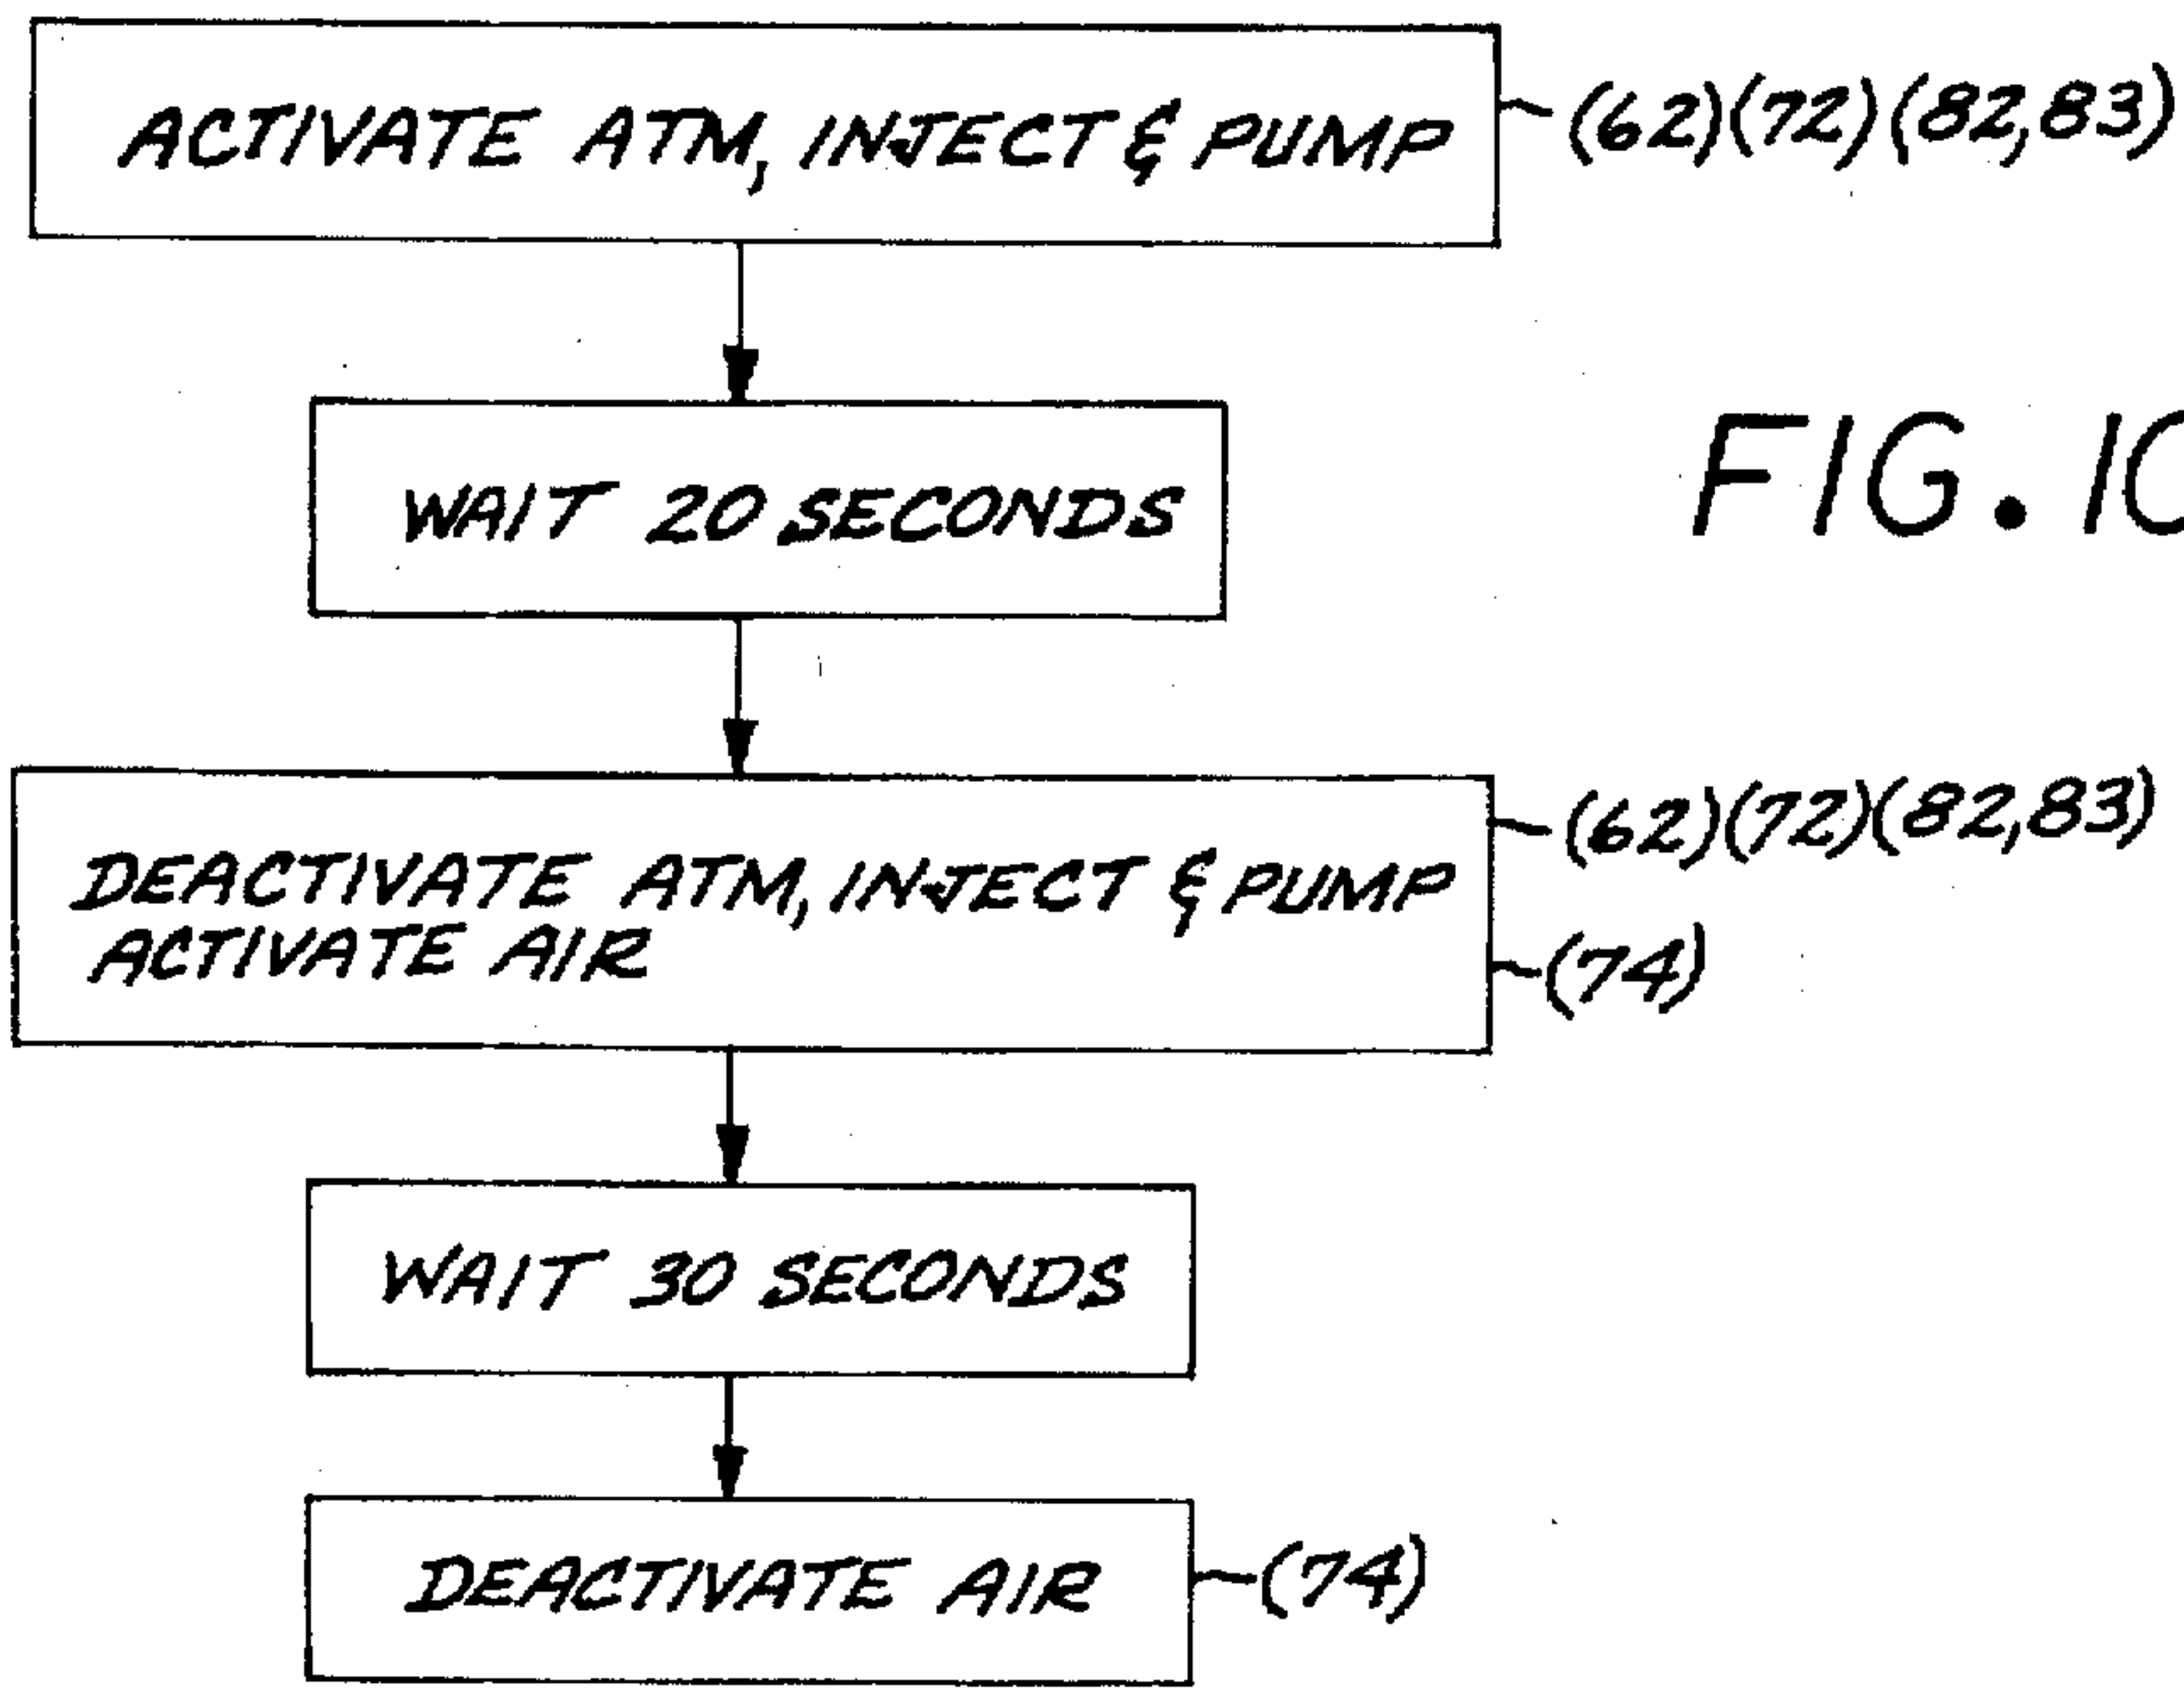 ACTIVATE ATM, INJECT & PUMP
(62)(72)(82,83)
WAIT 20 SECONDS
FIG. 10
DEACTIVATE ATM, INJECT & PUMP
ACTIVATE AIR
(62)(72)(82,83)
(74)
WAIT 30 SECONDS
DEACTIVATE AIR
(74)